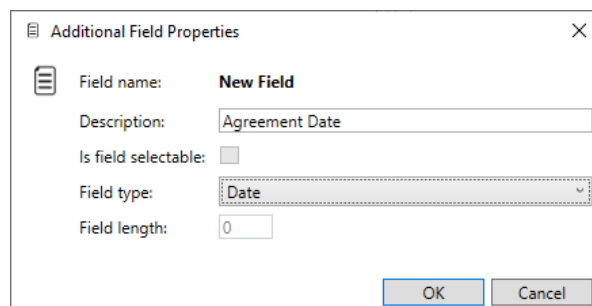 Additional Field Properties
Field name: New Field
Description: Agreement Date
Is field selectable:
Field type: Date
Field length: 0
OK Cancel